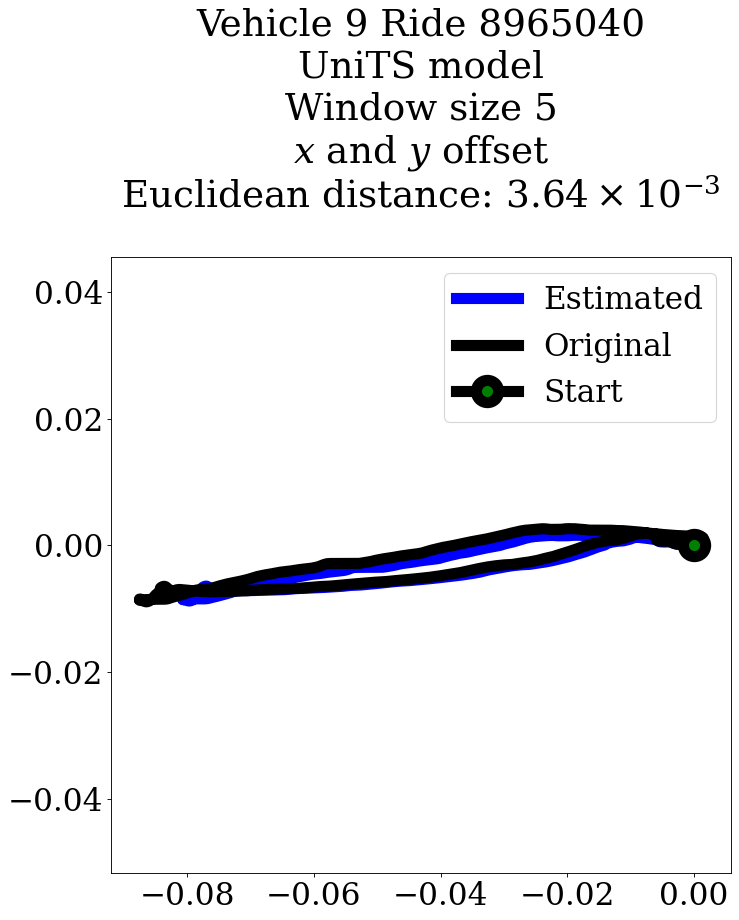 Vehicle 9 Ride 8965040
UniTS model
Window size 5
x and y offset
Euclidean distance: 3.64 × 10⁻³
Estimated
Original
Start
0.04
0.02
0.00
−0.02
−0.04
−0.08 −0.06 −0.04 −0.02 0.00